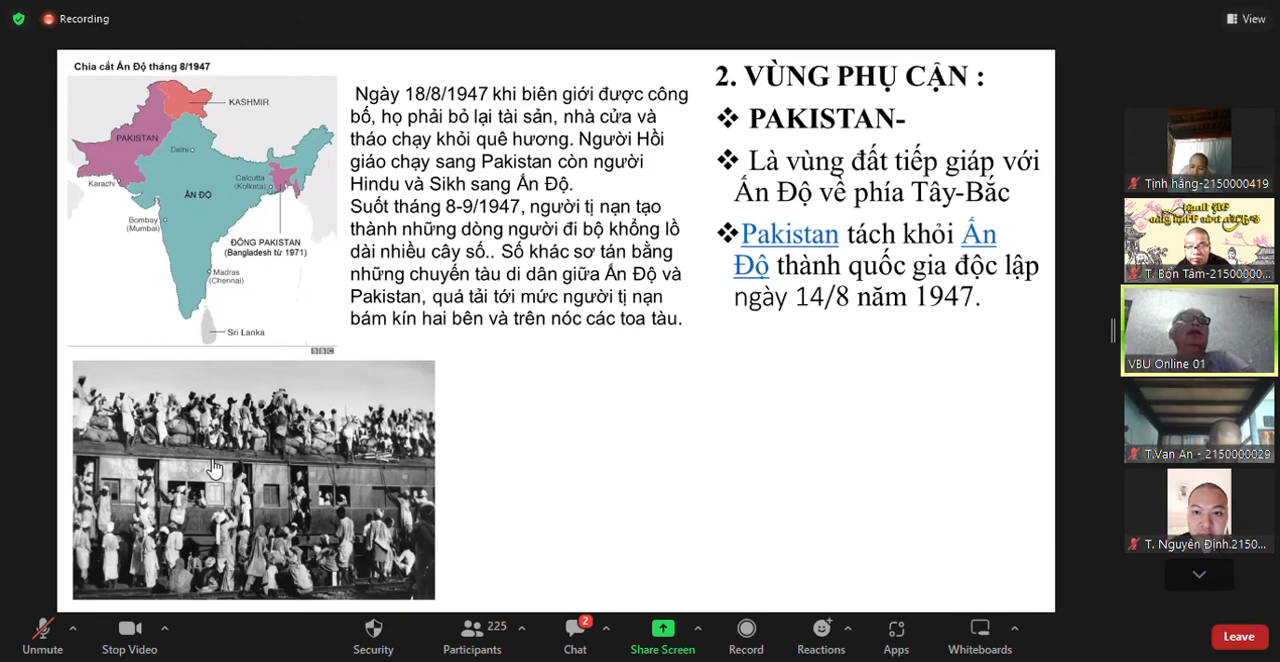 Recording
View
Chia cắt Ấn Độ tháng 8/1947
KASHMIR
PAKISTAN
Delhi
Karachi
Calcutta
(Kolkata)
ẤN ĐỘ
Bombay
(Mumbai)
ĐÔNG PAKISTAN
(Bangladesh từ 1971)
Madras
(Chennai)
Sri Lanka
BBC
Ngày 18/8/1947 khi biên giới được công
bố, họ phải bỏ lại tài sản, nhà cửa và
tháo chạy khỏi quê hương. Người Hồi
giáo chạy sang Pakistan còn người
Hindu và Sikh sang Ấn Độ.
Suốt tháng 8-9/1947, người tị nạn tạo
thành những dòng người đi bộ khổng lồ
dài nhiều cây số.. Số khác sơ tán bằng
những chuyến tàu di dân giữa Ấn Độ và
Pakistan, quá tải tới mức người tị nạn
bám kín hai bên và trên nóc các toa tàu.
2. VÙNG PHỤ CẬN :
❖ PAKISTAN-
❖ Là vùng đất tiếp giáp với
Ấn Độ về phía Tây-Bắc
❖Pakistan tách khỏi Ấn
Độ thành quốc gia độc lập
ngày 14/8 năm 1947.
Tịnh hằng-2150000419
T. Bổn Tâm-21500000...
VBU Online 01
T.Vạn An - 2150000029
T. Nguyên Định.2150...
Unmute
Stop Video
Security
225
Participants
2
Chat
Share Screen
Record
Reactions
Apps
Whiteboards
Leave